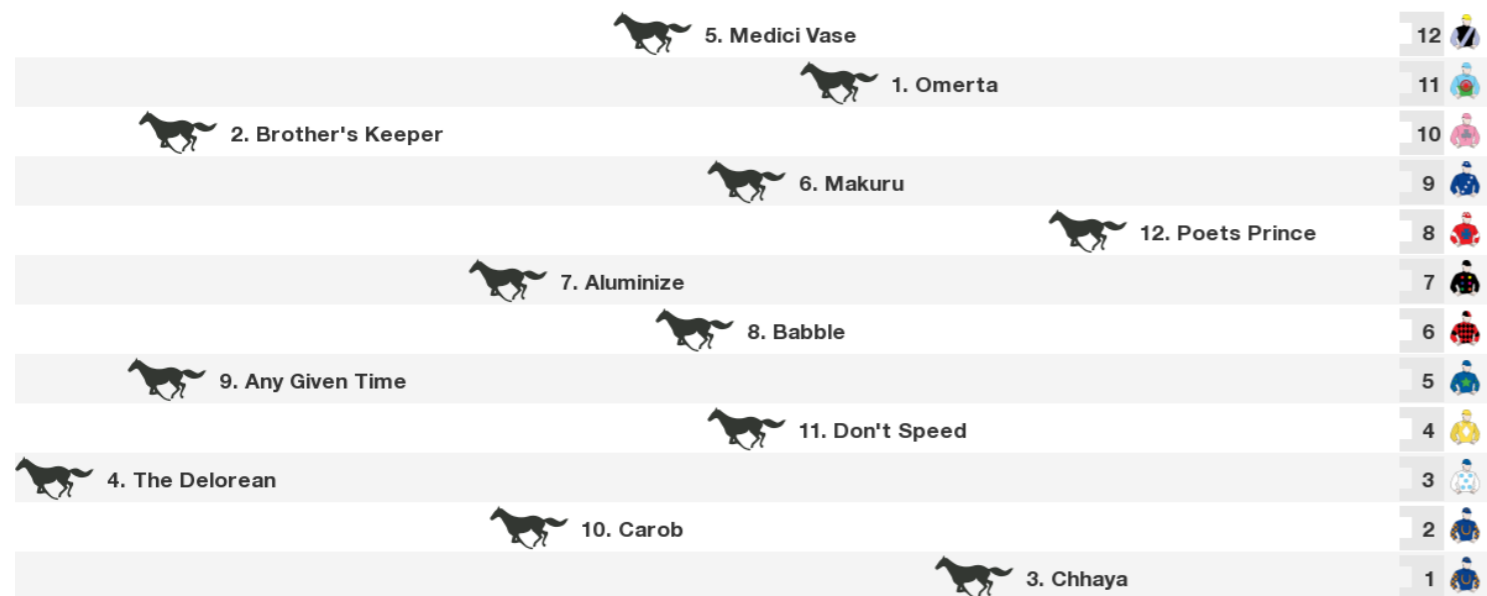 5. Medici Vase 12
1. Omerta 11
2. Brother's Keeper 10
6. Makuru 9
12. Poets Prince 8
7. Aluminize 7
8. Babble 6
9. Any Given Time 5
11. Don't Speed 4
4. The Delorean 3
10. Carob 2
3. Chhaya 1